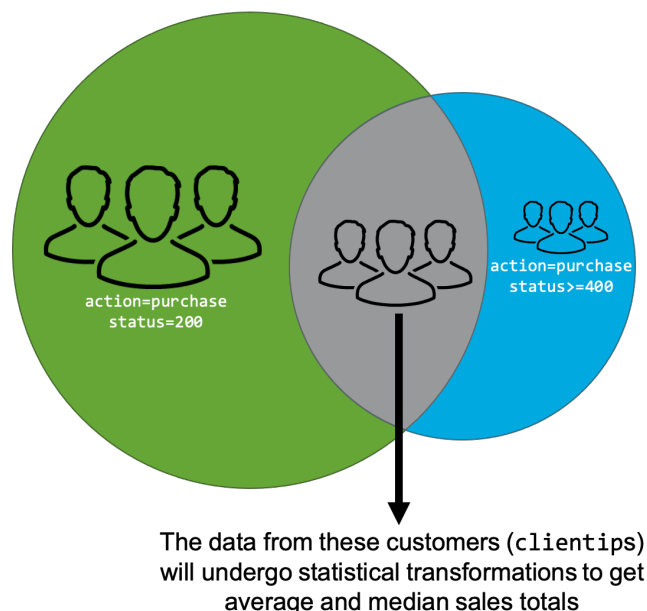 action=purchase
status=200
action=purchase
status>=400
The data from these customers (clientips)
will undergo statistical transformations to get
average and median sales totals